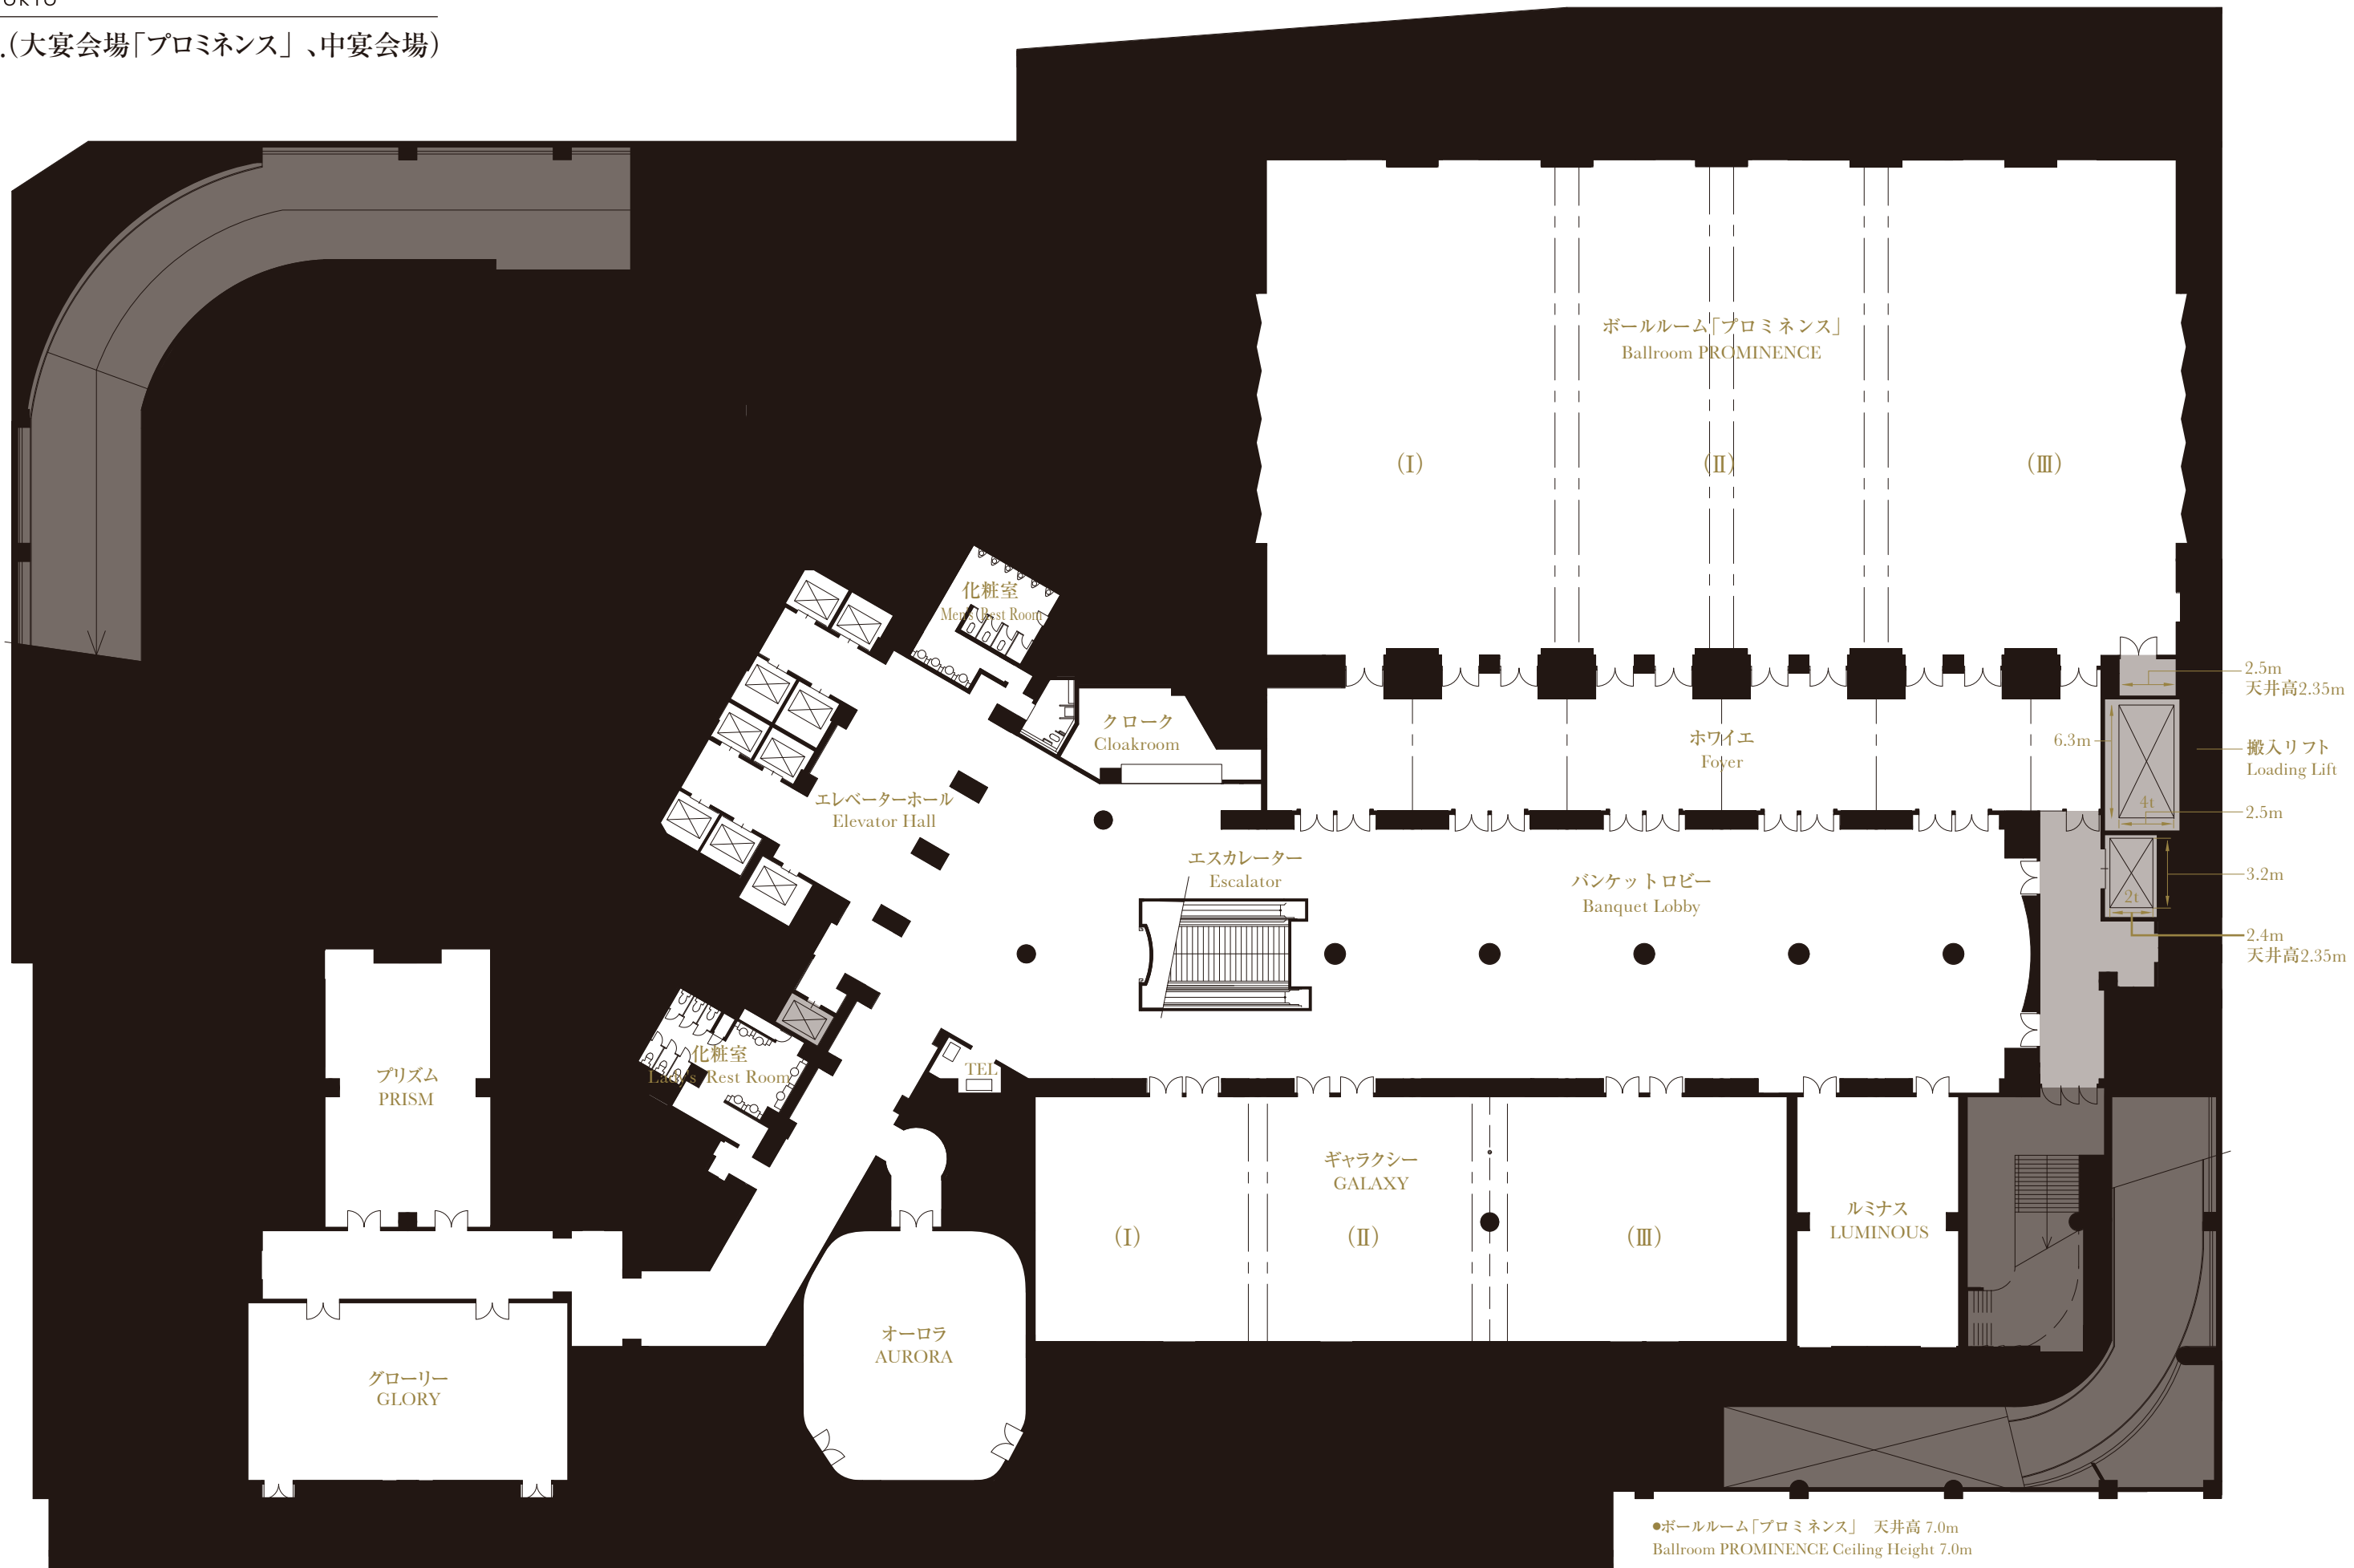 .(大宴会場「プロミネンス」、中宴会場)
ボールルーム「プロミネンス」
Ballroom PROMINENCE
(Ⅰ)
(Ⅱ)
(Ⅲ)
化粧室
Men's Rest Room
クローク
Cloakroom
エレベーターホール
Elevator Hall
ホワイエ
Foyer
2.5m
天井高2.35m
6.3m
搬入リフト
Loading Lift
4t
2.5m
エスカレーター
Escalator
バンケットロビー
Banquet Lobby
3.2m
2t
2.4m
天井高2.35m
化粧室
Lady's Rest Room
TEL
プリズム
PRISM
ギャラクシー
GALAXY
(Ⅰ)
(Ⅱ)
(Ⅲ)
ルミナス
LUMINOUS
オーロラ
AURORA
グローリー
GLORY
●ボールルーム「プロミネンス」 天井高 7.0m
Ballroom PROMINENCE Ceiling Height 7.0m